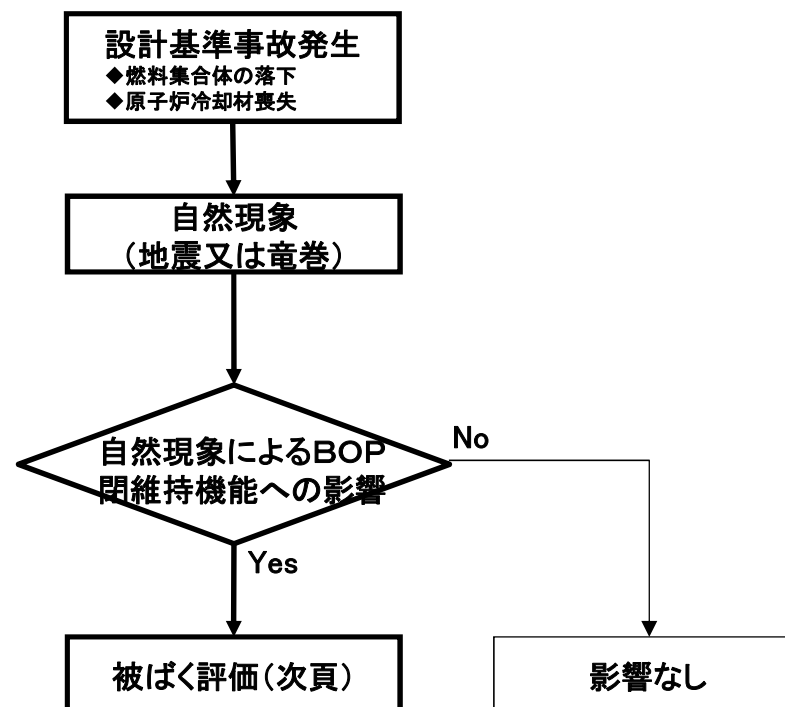 設計基準事故発生
◆燃料集合体の落下
◆原子炉冷却材喪失
自然現象
（地震又は竜巻）
自然現象によるＢＯＰ
閉維持機能への影響
No
Yes
被ばく評価（次頁）
影響なし